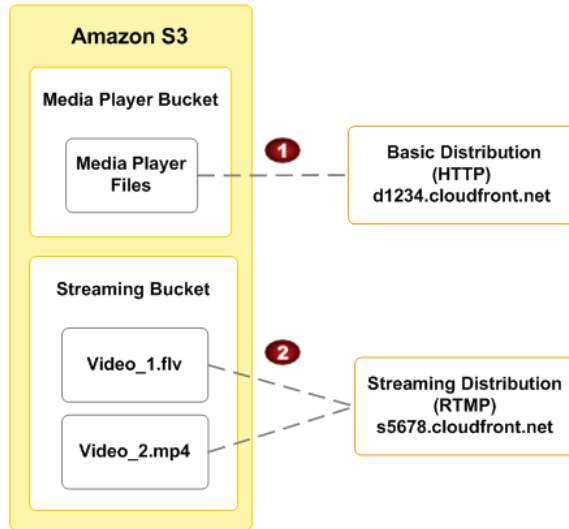 Amazon S3
Media Player Bucket
Media Player
Files
1
Basic Distribution
(HTTP)
d1234.cloudfront.net
Streaming Bucket
Video_1.flv
Video_2.mp4
2
Streaming Distribution
(RTMP)
s5678.cloudfront.net